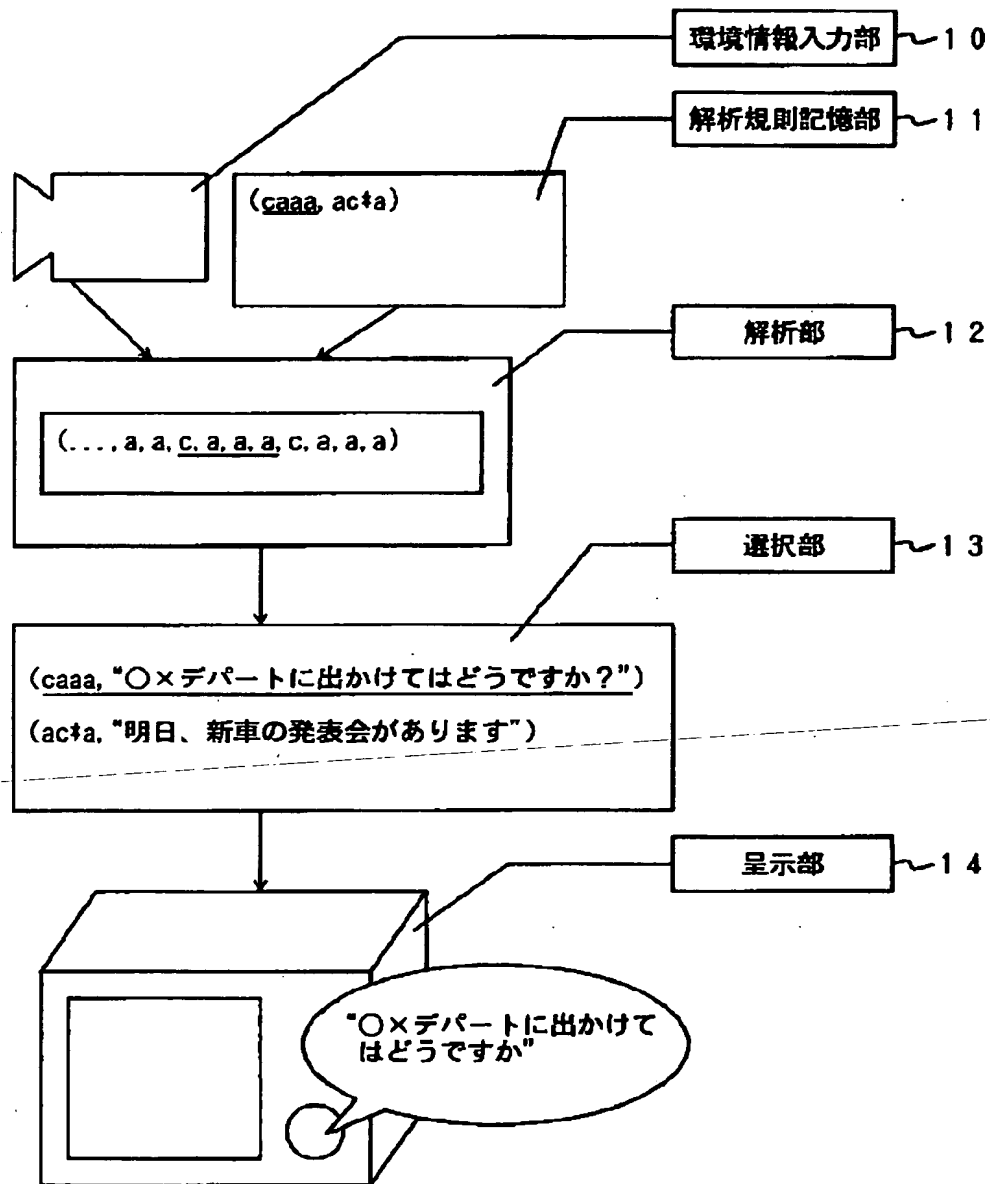 環境情報入力部 10
解析規則記憶部 11
(caaa, ac*a)
解析部 12
(...., a, a, c, a, a, a, c, a, a, a)
選択部 13
(caaa, "○×デパートに出かけてはどうですか？")
(ac*a, "明日、新車の発表会があります")
呈示部 14
"○×デパートに出かけて
はどうですか"